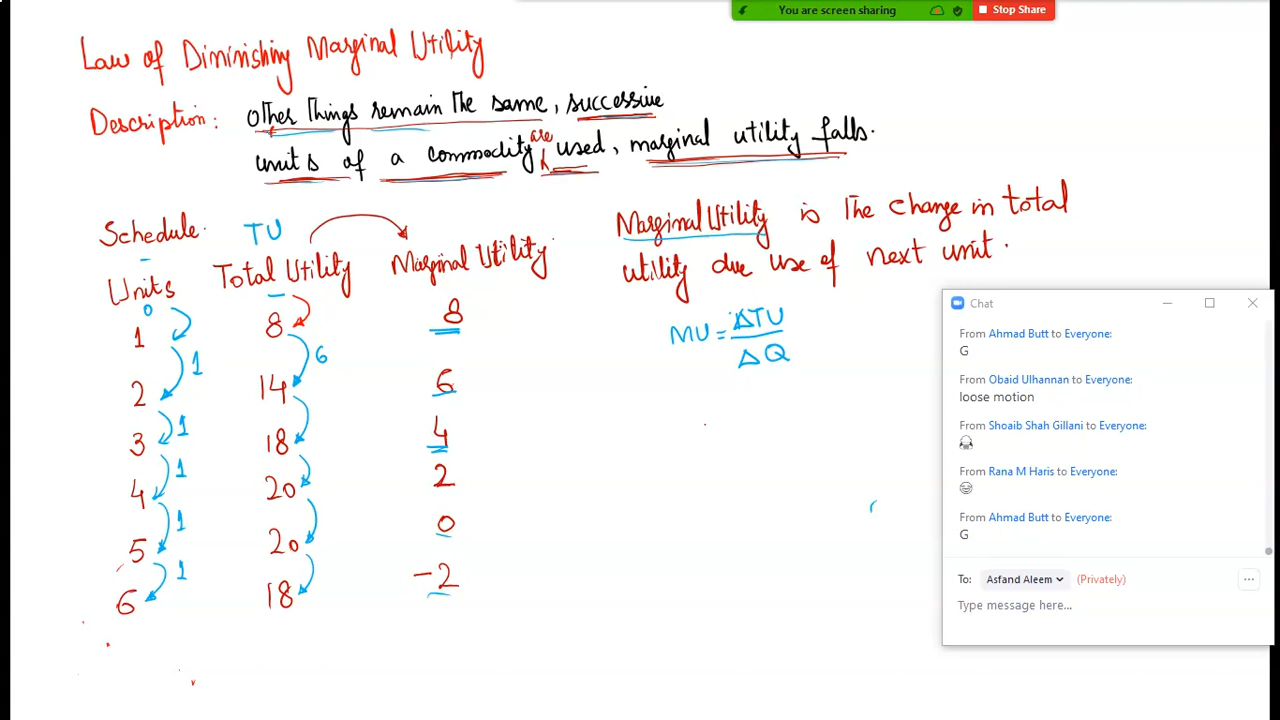 You are screen sharing
Stop Share
Law of Diminishing Marginal Utility
Description: Other things remain the same, successive
units of a commodity are used, marginal utility falls.
Schedule.
TU
Units Total Utility Marginal Utility
0
1 8 8
1 6
2 14 6
1
3 18 4
1
4 20 2
1
5 20 0
1
6 18 -2
Marginal Utility is the change in total
utility due use of next unit.
MU = ΔTU
ΔQ
Chat
From Ahmad Butt to Everyone:
G
From Obaid Ulhannan to Everyone:
loose motion
From Shoaib Shah Gillani to Everyone:
From Rana M Haris to Everyone:
From Ahmad Butt to Everyone:
G
To: Asfand Aleem (Privately)
Type message here...